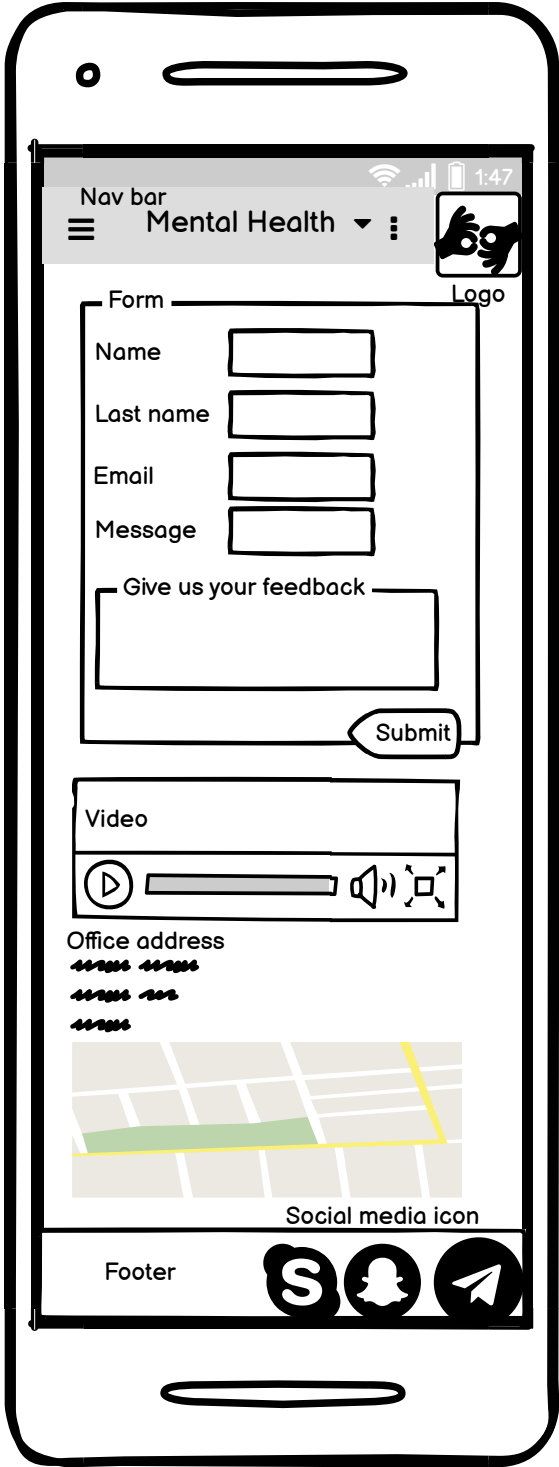 1:47
Nav bar
Mental Health
Logo
Form
Name
Last name
Email
Message
Give us your feedback
Submit
Video
Office address
Social media icon
Footer
S